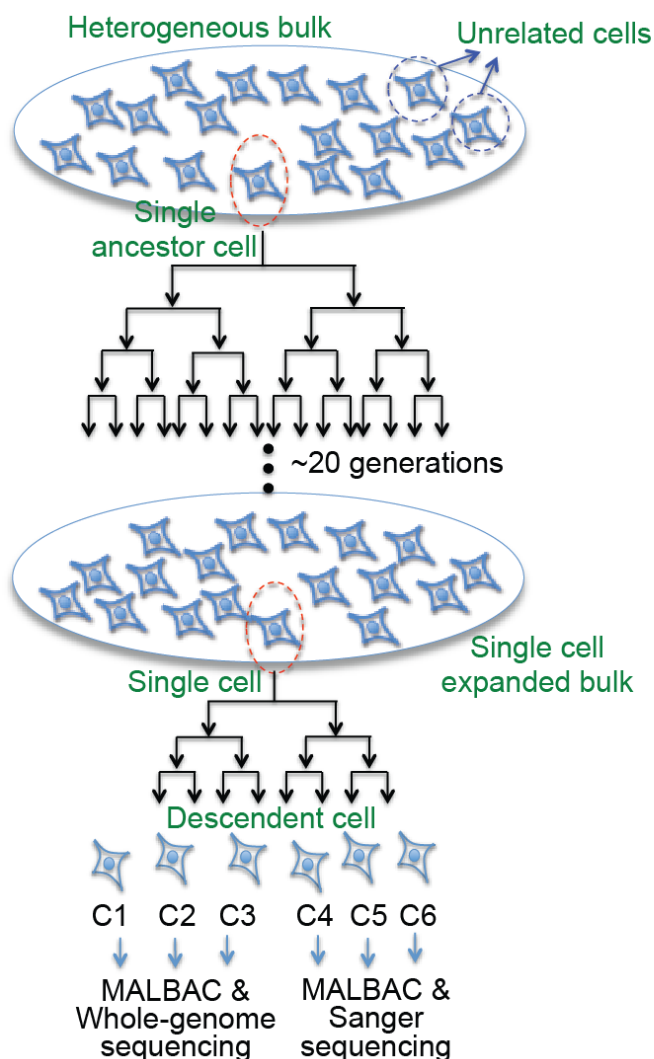 Heterogeneous bulk
Unrelated cells
Single
ancestor cell
~20 generations
Single cell
Single cell
expanded bulk
Descendent cell
C1 C2 C3 C4 C5 C6
MALBAC &
Whole-genome
sequencing
MALBAC &
Sanger
sequencing